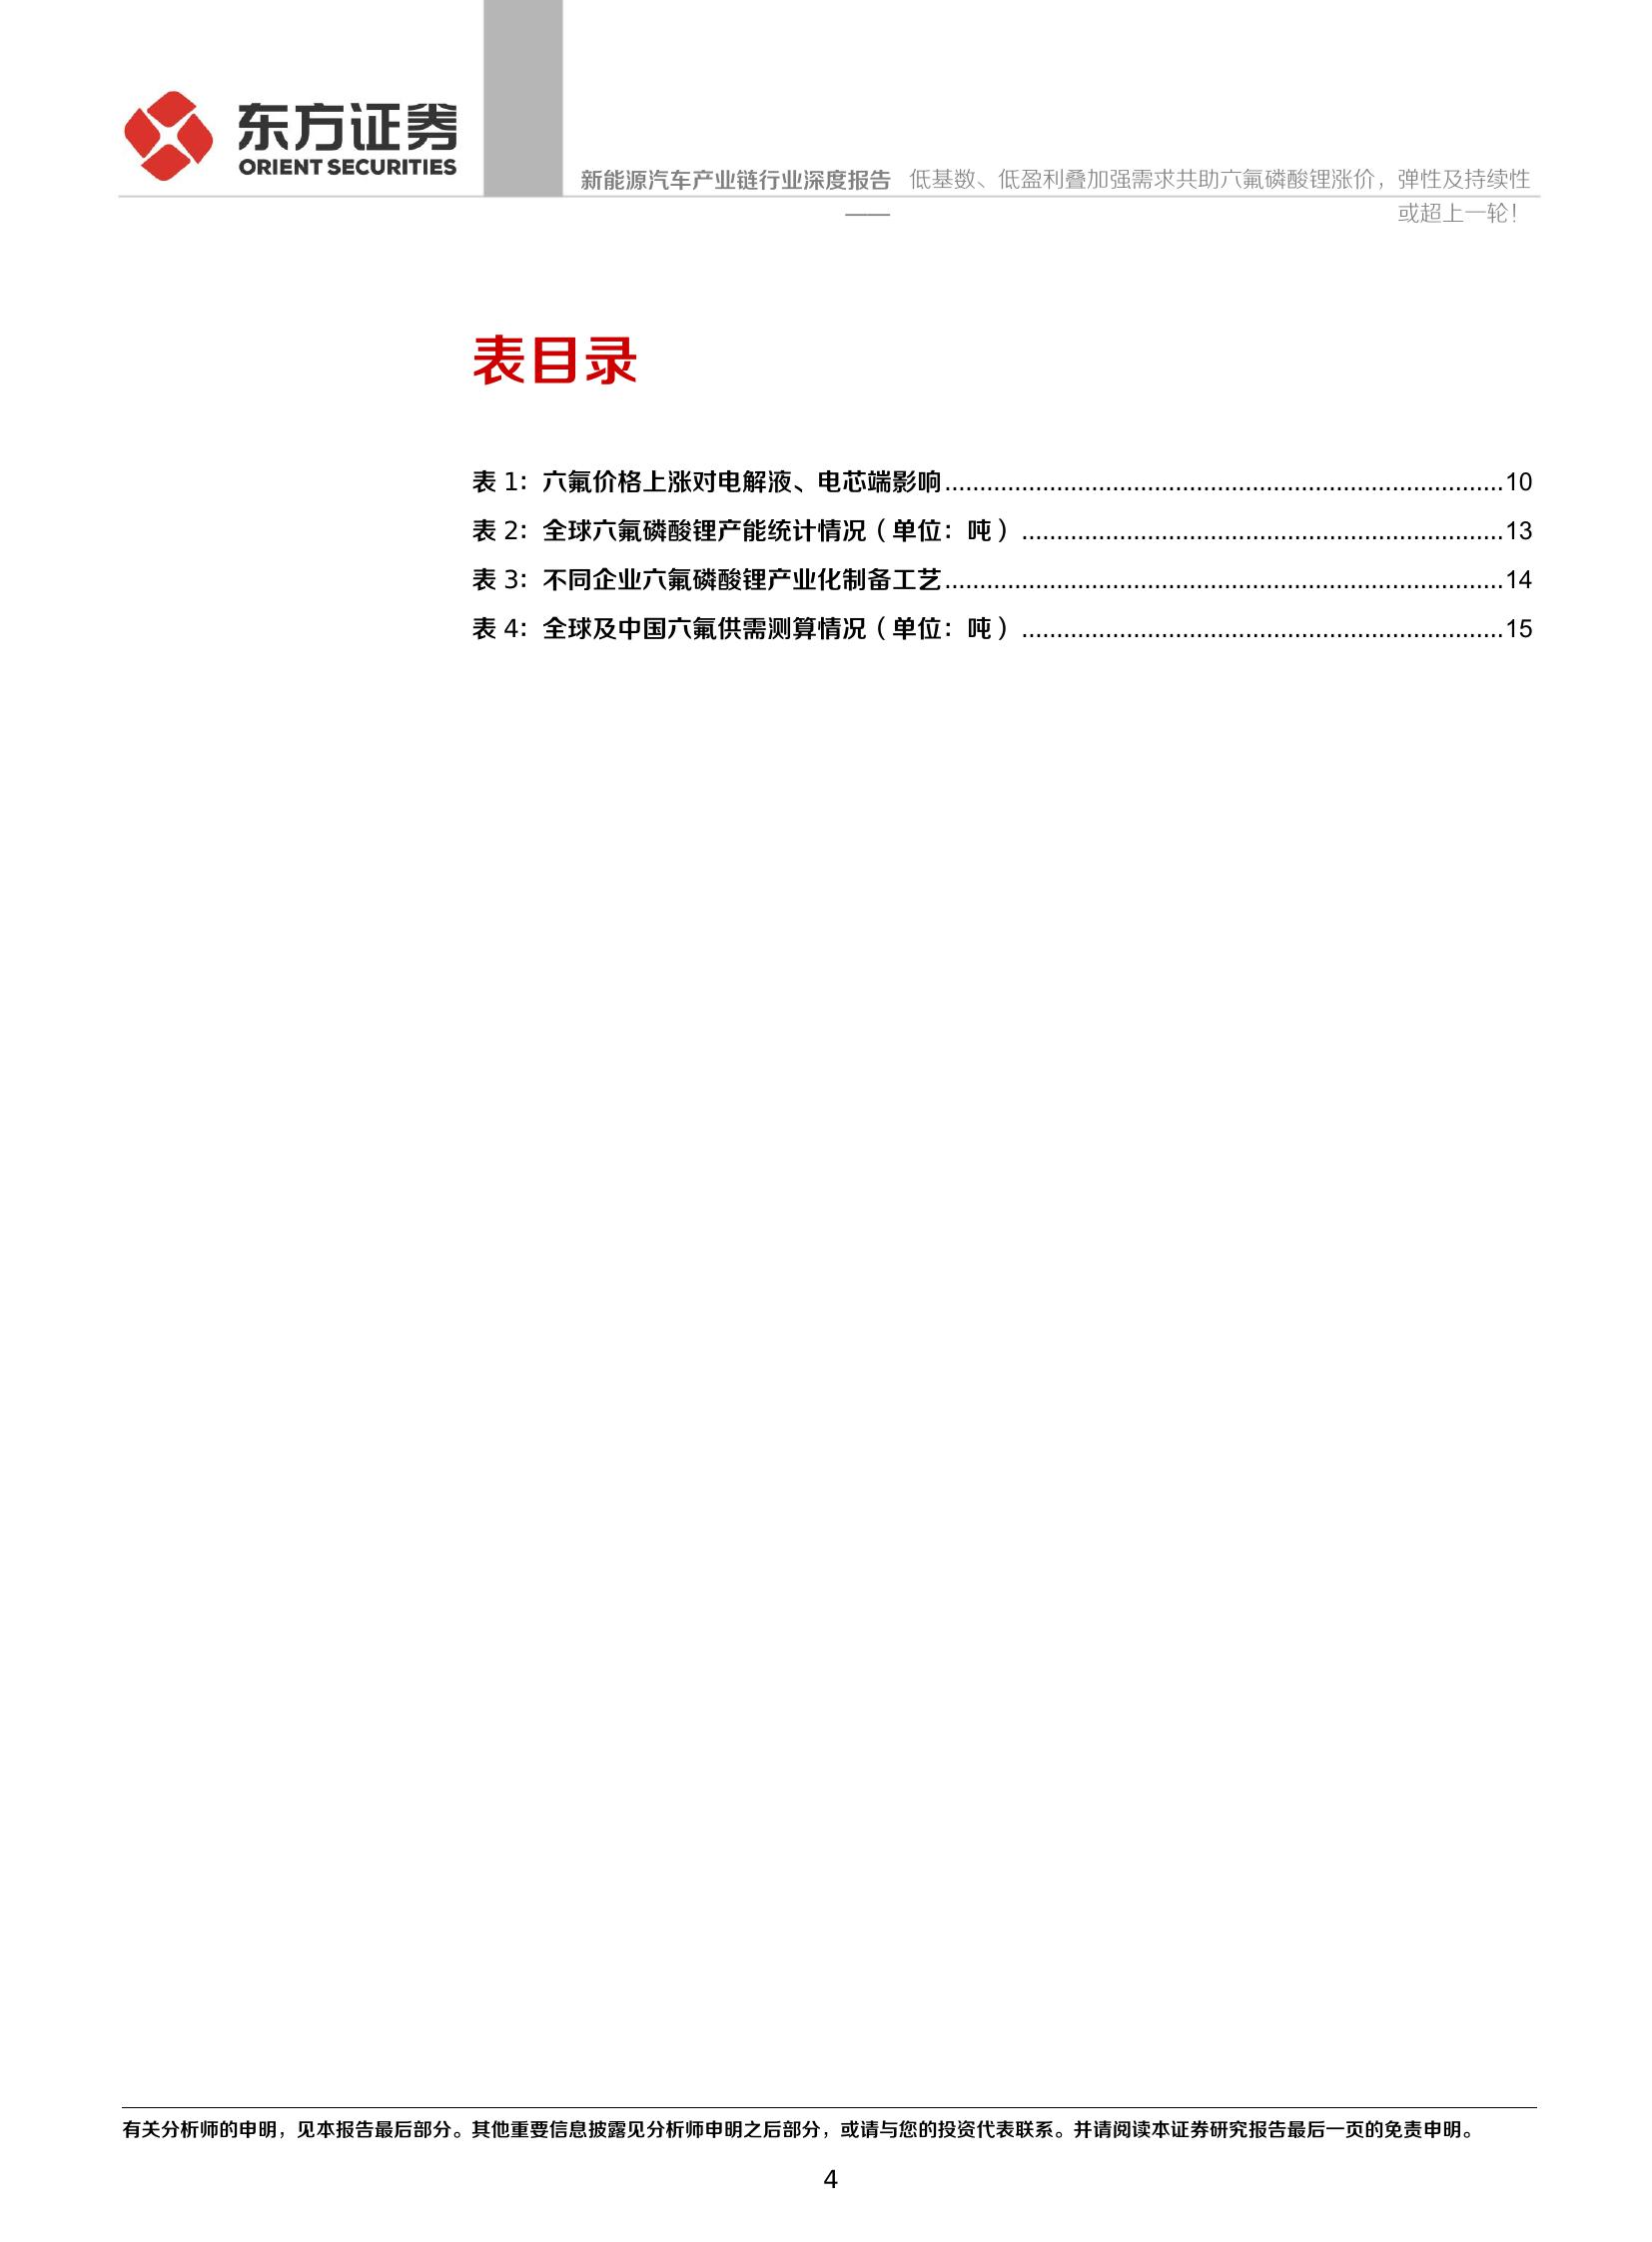 东方证券
ORIENT SECURITIES
新能源汽车产业链行业深度报告 低基数、低盈利叠加强需求共助六氟磷酸锂涨价，弹性及持续性
—— 或超上一轮！
表目录
表 1：六氟价格上涨对电解液、电芯端影响................................................................................10
表 2：全球六氟磷酸锂产能统计情况（单位：吨）.....................................................................13
表 3：不同企业六氟磷酸锂产业化制备工艺................................................................................14
表 4：全球及中国六氟供需测算情况（单位：吨）.....................................................................15
有关分析师的申明，见本报告最后部分。其他重要信息披露见分析师申明之后部分，或请与您的投资代表联系。并请阅读本证券研究报告最后一页的免责申明。
4